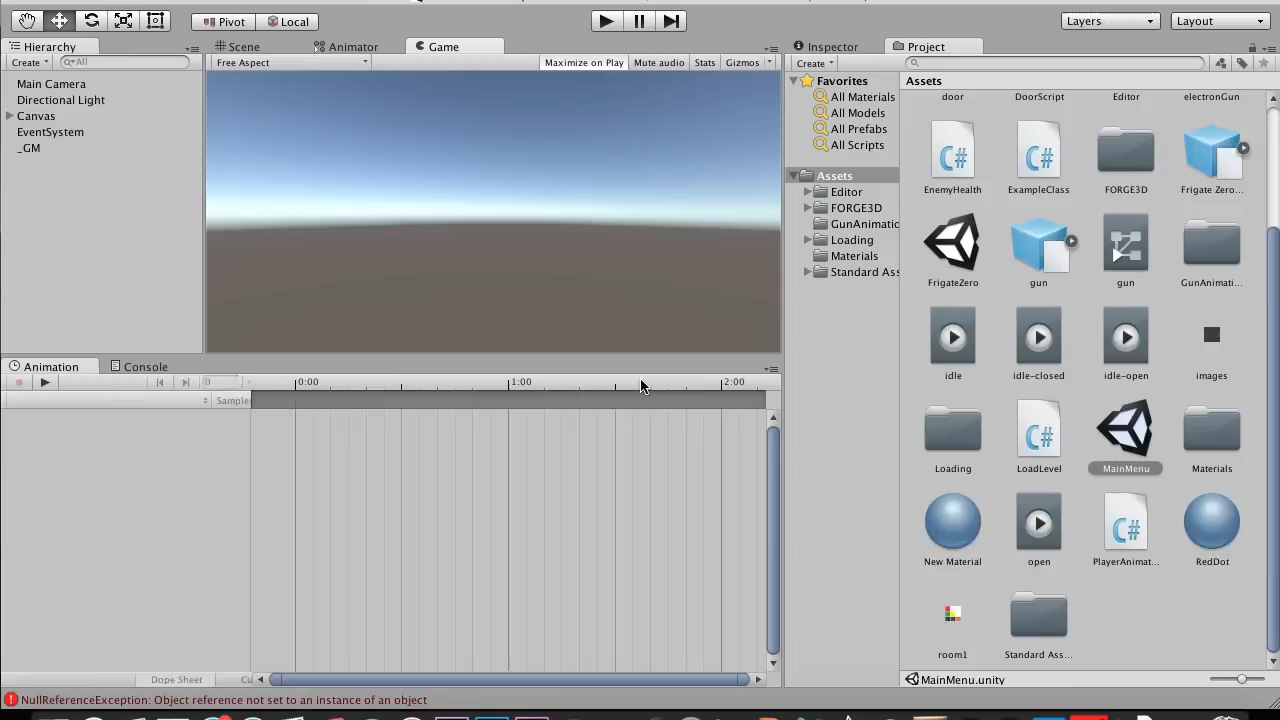 Pivot
Local
Layers
Layout
Hierarchy
Scene
Animator
Game
Inspector
Project
Create
All
Free Aspect
Maximize on Play
Mute audio
Stats
Gizmos
Create
Main Camera
Directional Light
Canvas
EventSystem
_GM
Favorites
All Materials
All Models
All Prefabs
All Scripts
Assets
Editor
FORGE3D
GunAnimatic
Loading
Materials
Standard Ass
Assets
door
DoorScript
Editor
electronGun
EnemyHealth
ExampleClass
FORGE3D
Frigate Zero...
FrigateZero
gun
gun
GunAnimati...
idle
idle-closed
idle-open
images
Loading
LoadLevel
MainMenu
Materials
New Material
open
PlayerAnimat...
RedDot
room1
Standard Ass...
MainMenu.unity
Animation
Console
0
0:00
1:00
2:00
Sample
Dope Sheet
Cu
NullReferenceException: Object reference not set to an instance of an object